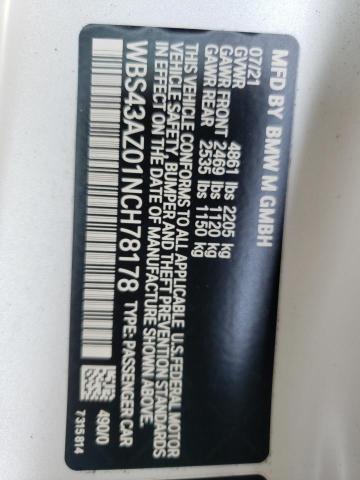 MFD BY BMW M GMBH
07/21
GVWR 4861 lbs 2205 kg
GAWR FRONT 2469 lbs 1120 kg
GAWR REAR 2535 lbs 1150 kg
THIS VEHICLE CONFORMS TO ALL APPLICABLE U.S. FEDERAL MOTOR
VEHICLE SAFETY, BUMPER AND THEFT PREVENTION STANDARDS
IN EFFECT ON THE DATE OF MANUFACTURE SHOWN ABOVE.
WBS43AZ01NCH78178 TYPE: PASSENGER CAR
490/0
7315814